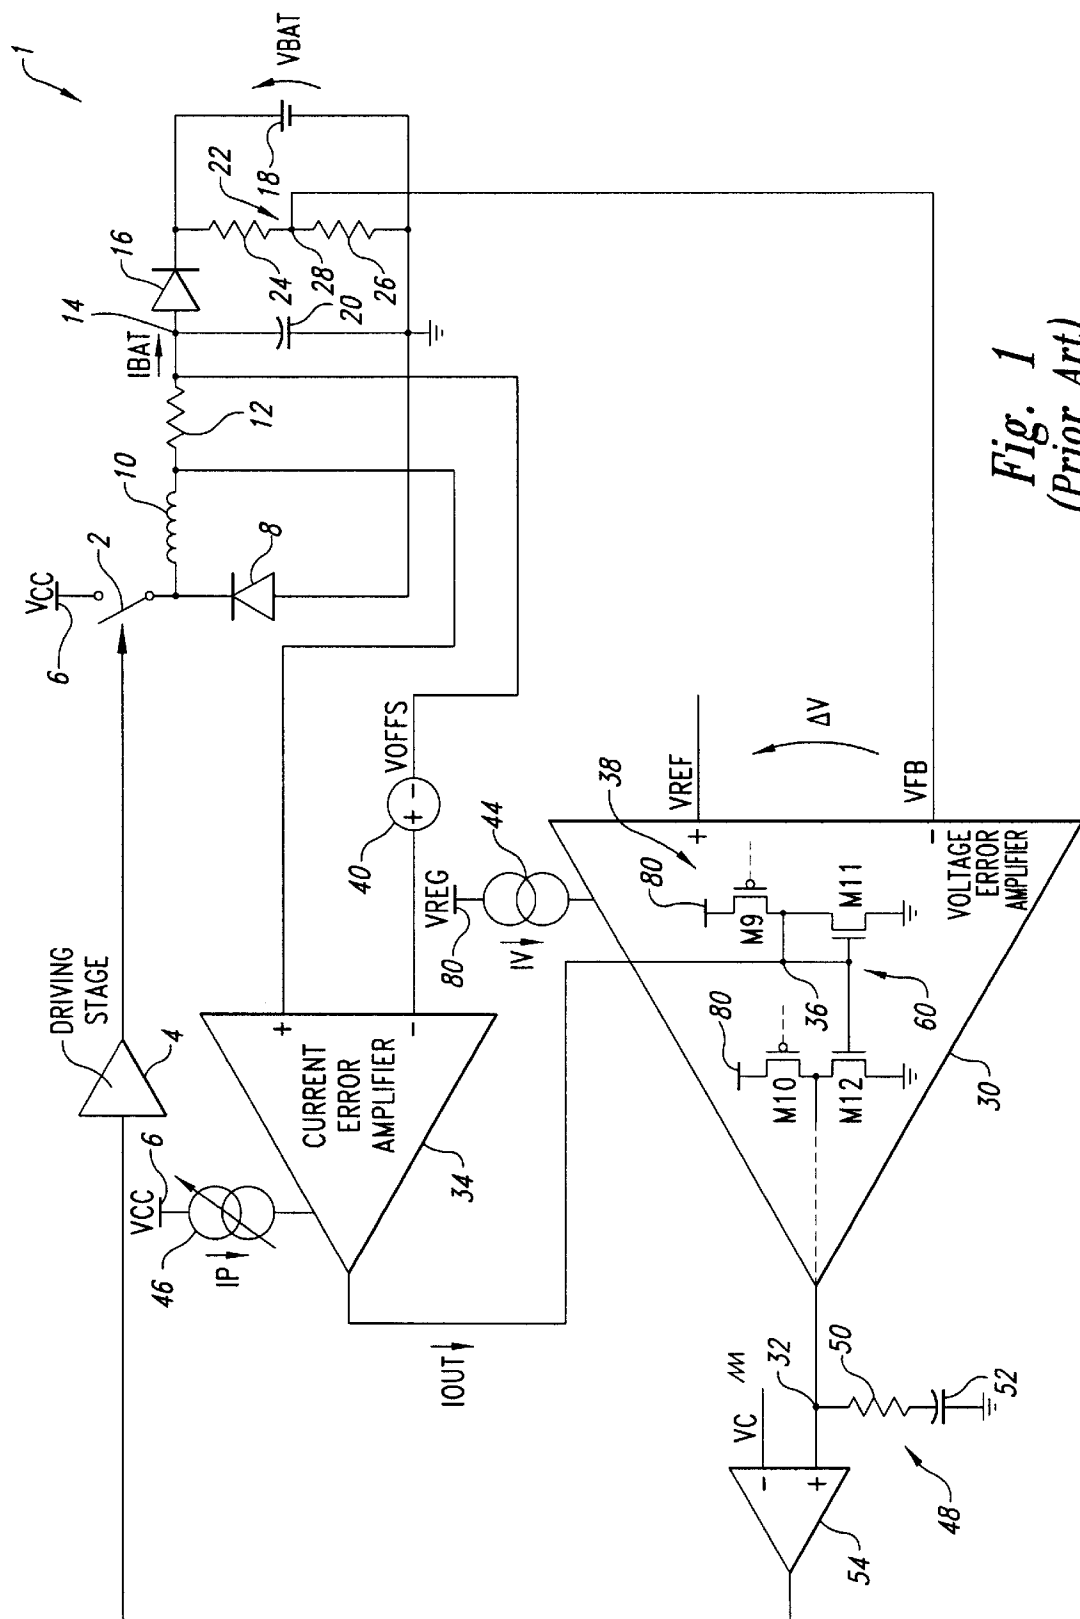 1
VBAT
22
18
16
24
28
20
26
14
IBAT
12
10
2
VCC
6
8
DRIVING
STAGE
4
VOFFS
+
-
40
VCC
6
46
IP
+
-
CURRENT
ERROR
AMPLIFIER
34
IOUT
VREG
80
44
IV
38
VREF
ΔV
VFB
+
-
80
M9
M11
VOLTAGE
ERROR
AMPLIFIER
36
60
80
M10
M12
30
32
50
52
48
VC
-
+
54
Fig. 1
(Prior Art)